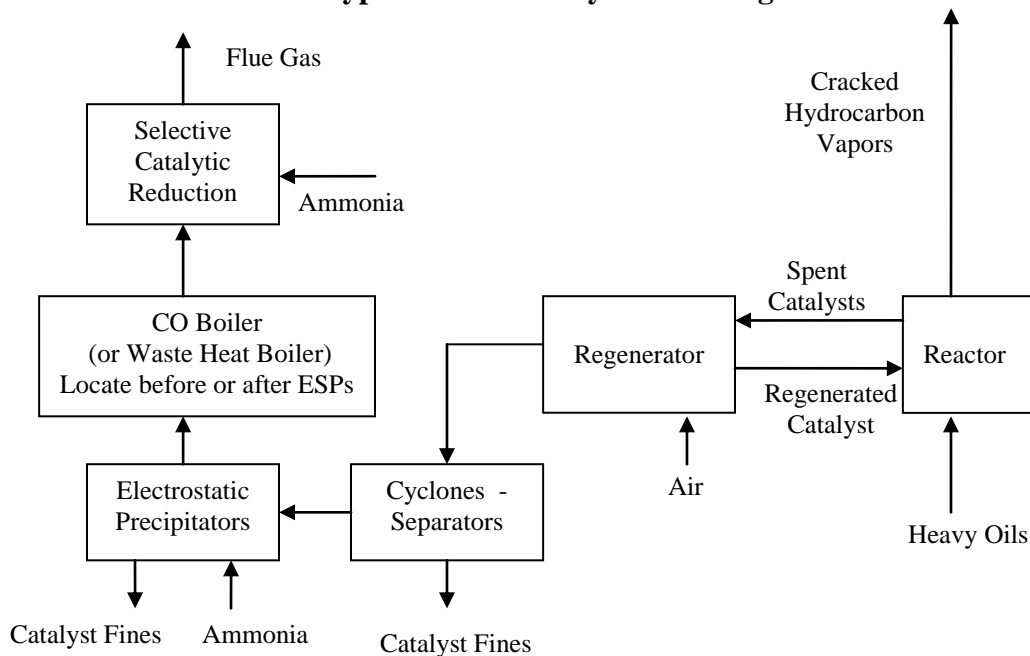 Flue Gas
Cracked
Hydrocarbon
Vapors
Selective
Catalytic
Reduction
Ammonia
Spent
Catalysts
CO Boiler
(or Waste Heat Boiler)
Locate before or after ESPs
Regenerator
Reactor
Regenerated
Catalyst
Electrostatic
Precipitators
Cyclones -
Separators
Air
Heavy Oils
Catalyst Fines
Ammonia
Catalyst Fines